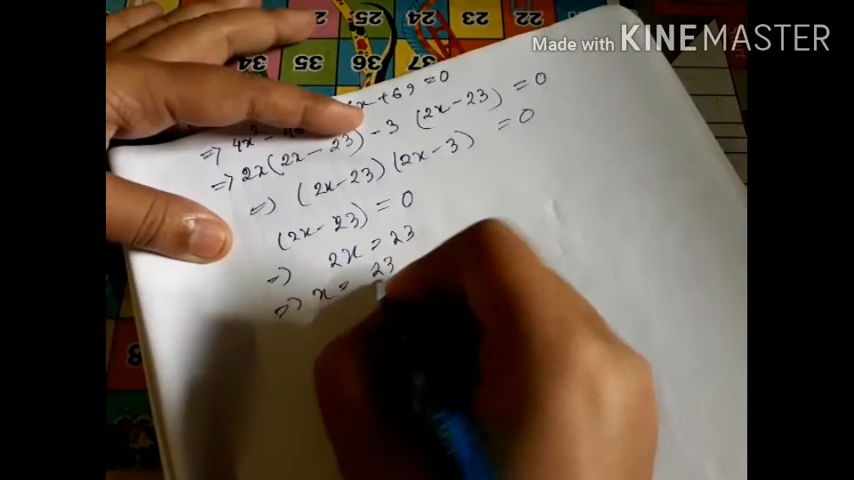 Made with KINEMASTER
2 25 24 23 22
34 35 36 37
x + 69 = 0
=> 4x² -
=> 2x (2x - 23) - 3 (2x - 23) = 0
=> (2x - 23) (2x - 3) = 0
(2x - 23) = 0
=> 2x = 23
=> x = 23